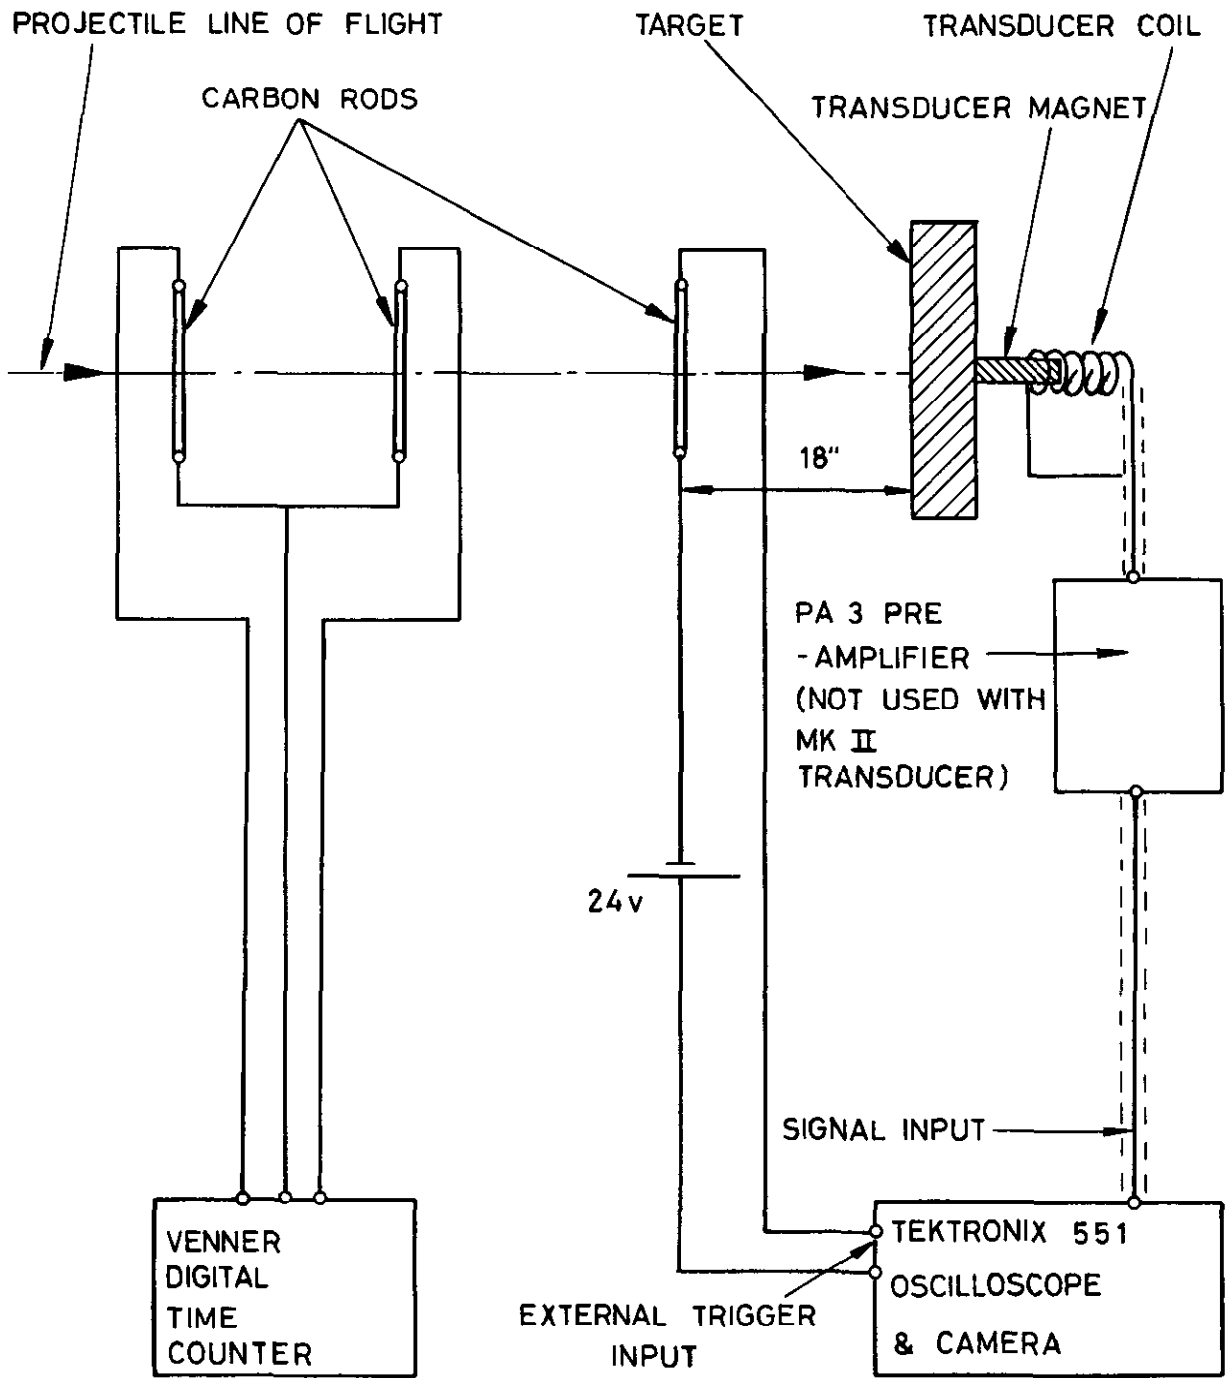 PROJECTILE LINE OF FLIGHT
TARGET
TRANSDUCER COIL
CARBON RODS
TRANSDUCER MAGNET
18"
PA 3 PRE
-AMPLIFIER
(NOT USED WITH
MK II
TRANSDUCER)
24v
SIGNAL INPUT
VENNER
DIGITAL
TIME
COUNTER
TEKTRONIX 551
OSCILLOSCOPE
& CAMERA
EXTERNAL TRIGGER
INPUT